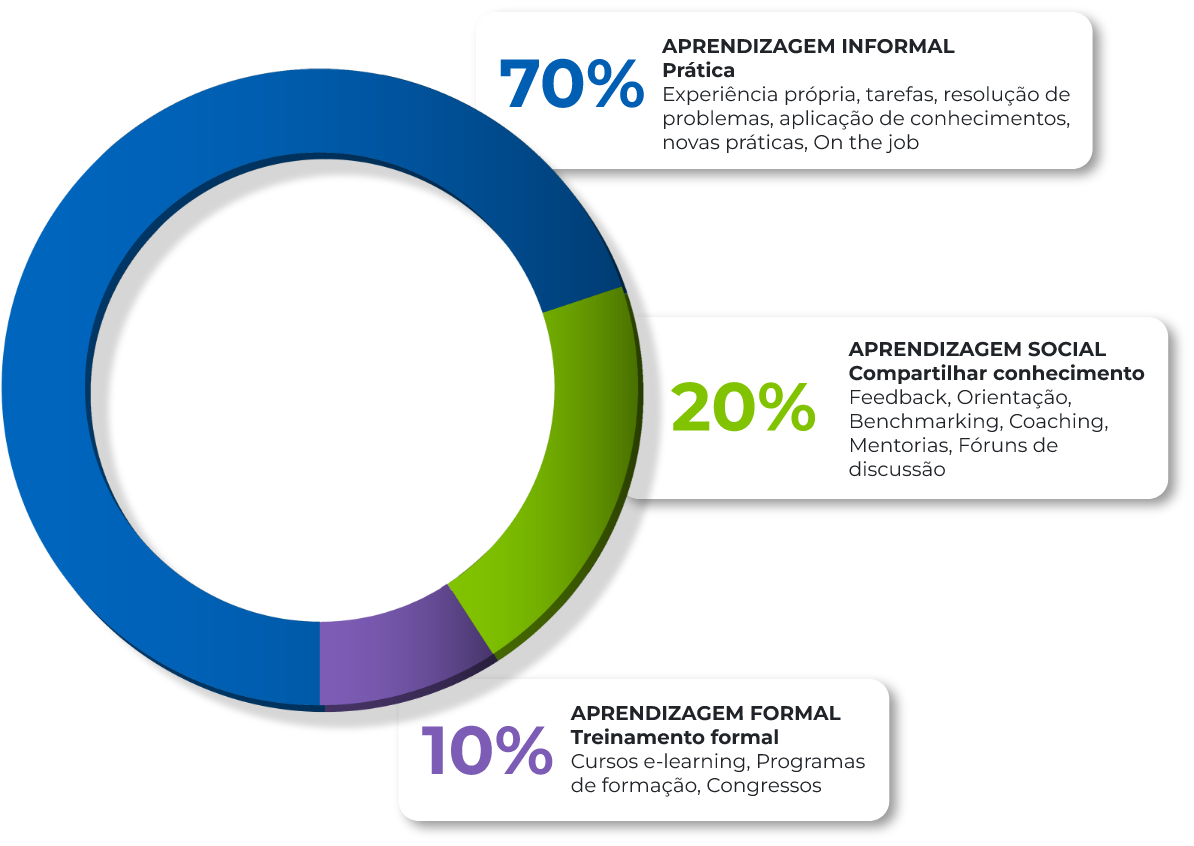 70%
APRENDIZAGEM INFORMAL
Prática
Experiência própria, tarefas, resolução de
problemas, aplicação de conhecimentos,
novas práticas, On the job
20%
APRENDIZAGEM SOCIAL
Compartilhar conhecimento
Feedback, Orientação,
Benchmarking, Coaching,
Mentorias, Fóruns de
discussão
10%
APRENDIZAGEM FORMAL
Treinamento formal
Cursos e-learning, Programas
de formação, Congressos